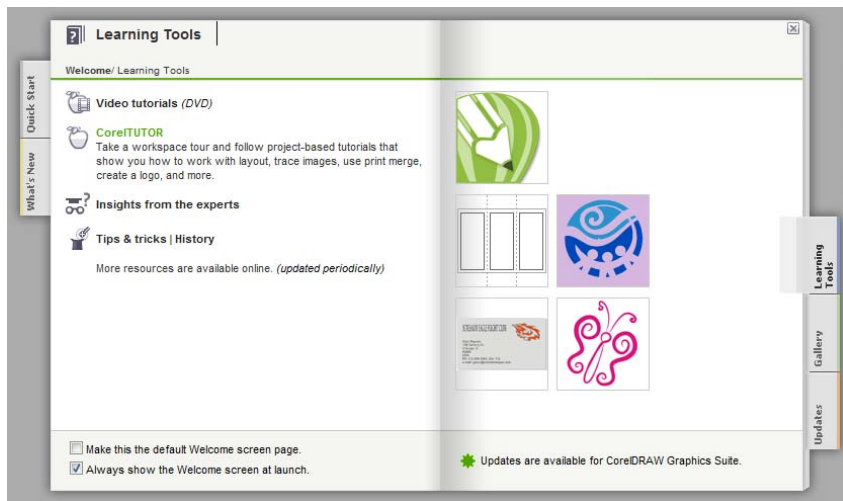 Learning Tools
Welcome/ Learning Tools
Quick Start
What's New
Video tutorials (DVD)
CorelTUTOR
Take a workspace tour and follow project-based tutorials that
show you how to work with layout, trace images, use print merge,
create a logo, and more.
Insights from the experts
Tips & tricks | History
More resources are available online. (updated periodically)
Learning
Tools
Gallery
Updates
Make this the default Welcome screen page.
Always show the Welcome screen at launch.
Updates are available for CorelDRAW Graphics Suite.